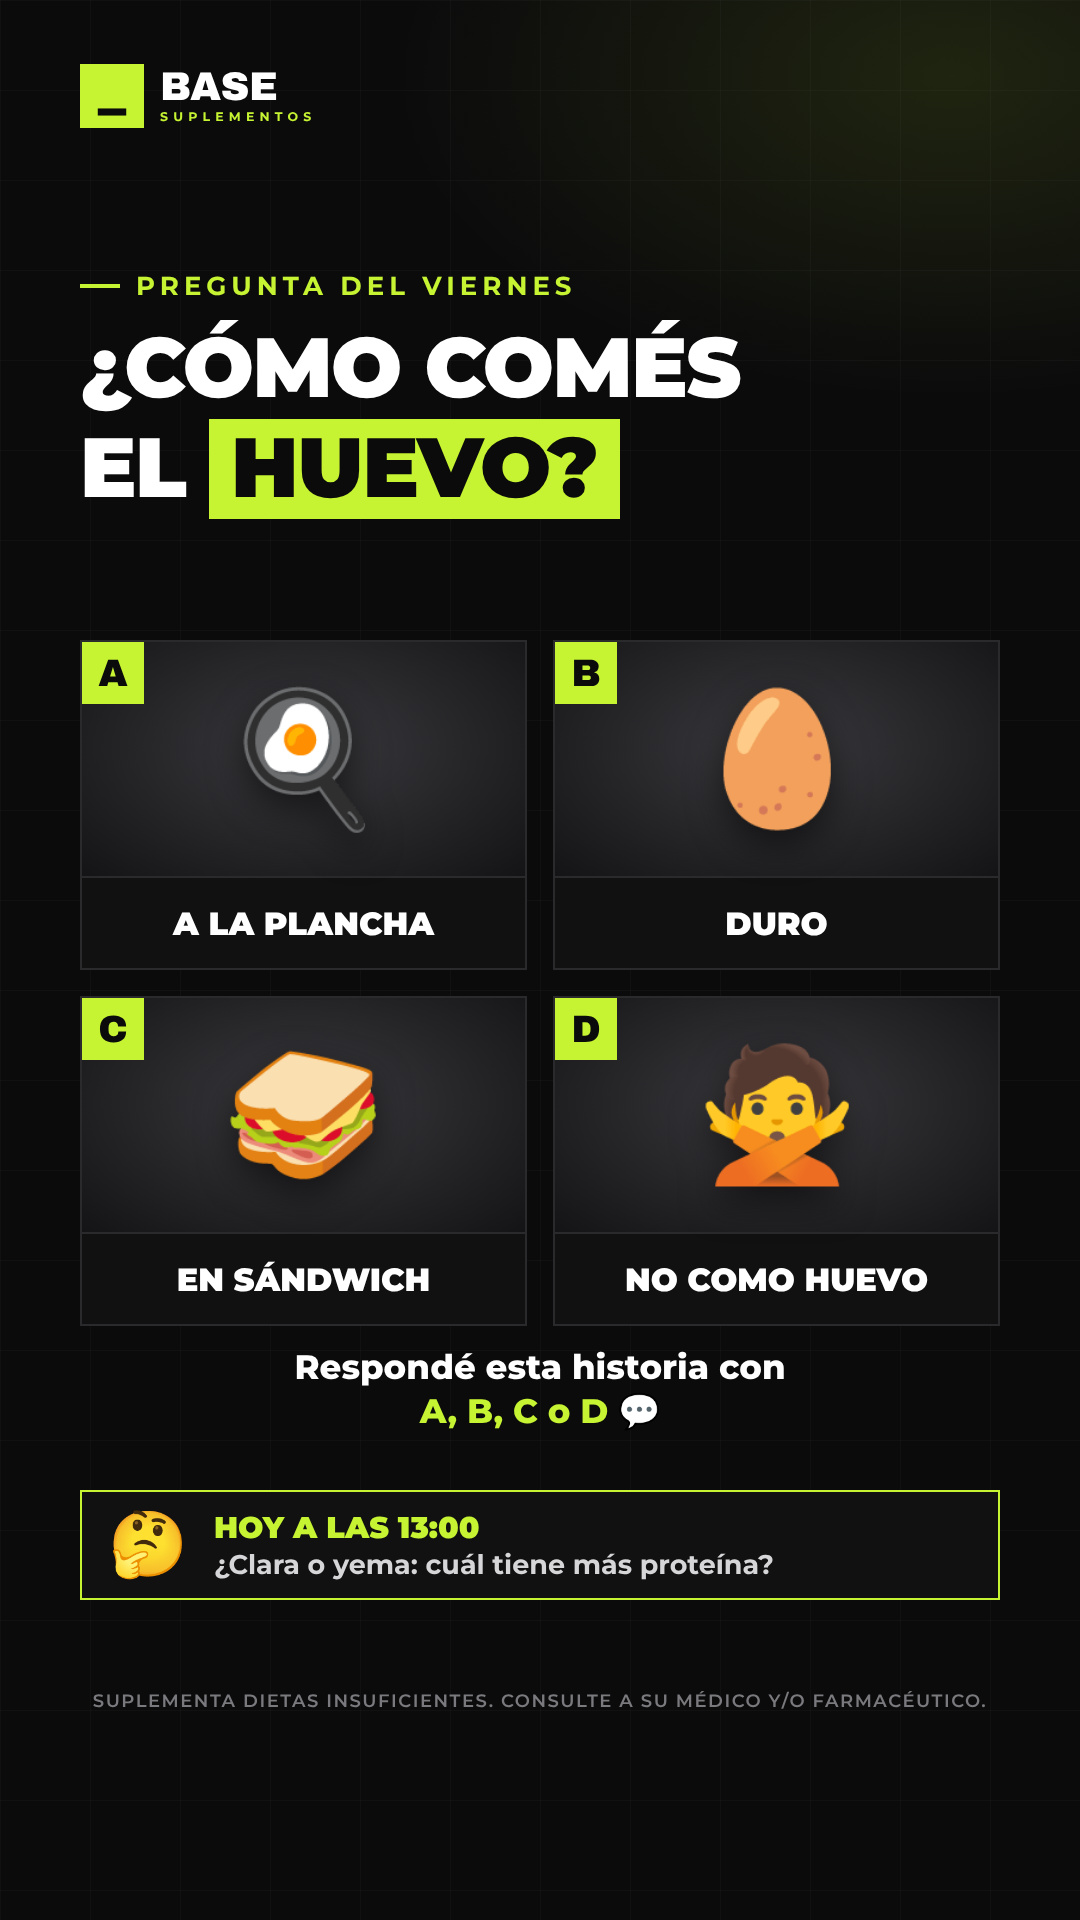 BASE
SUPLEMENTOS
PREGUNTA DEL VIERNES
¿CÓMO COMÉS
EL HUEVO?
A
A LA PLANCHA
B
DURO
C
EN SÁNDWICH
D
NO COMO HUEVO
Respondé esta historia con
A, B, C o D 💬
HOY A LAS 13:00
¿Clara o yema: cuál tiene más proteína?
SUPLEMENTA DIETAS INSUFICIENTES. CONSULTE A SU MÉDICO Y/O FARMACÉUTICO.